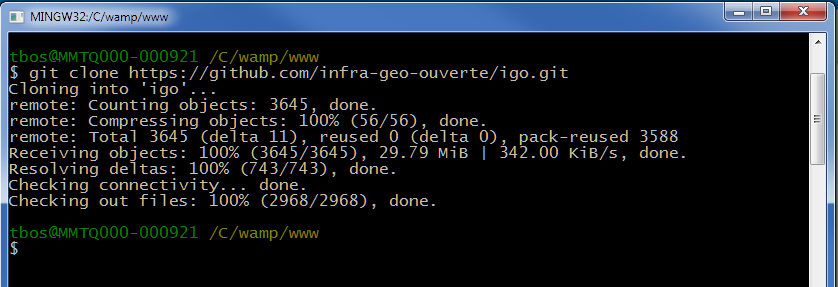 MINGW32:/C/wamp/www
tbos@MMTQ000-000921 /C/wamp/www
$ git clone https://github.com/infra-geo-ouverte/igo.git
Cloning into 'igo'...
remote: Counting objects: 3645, done.
remote: Compressing objects: 100% (56/56), done.
remote: Total 3645 (delta 11), reused 0 (delta 0), pack-reused 3588
Receiving objects: 100% (3645/3645), 29.79 MiB | 342.00 KiB/s, done.
Resolving deltas: 100% (743/743), done.
Checking connectivity... done.
Checking out files: 100% (2968/2968), done.
tbos@MMTQ000-000921 /C/wamp/www
$